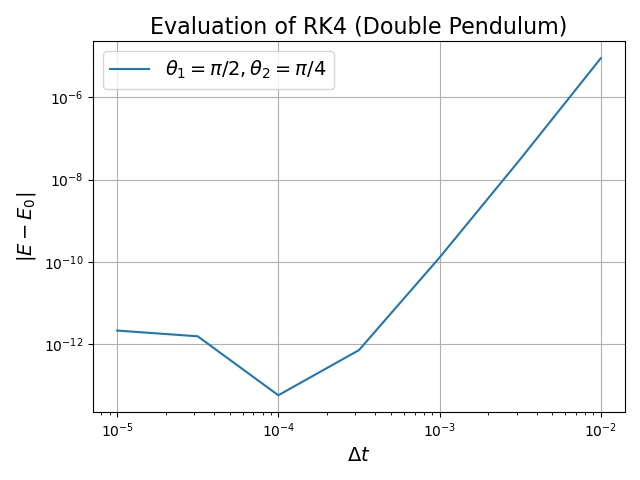 Evaluation of RK4 (Double Pendulum)
θ₁ = π/2, θ₂ = π/4
|E − E₀|
10⁻⁶
10⁻⁸
10⁻¹⁰
10⁻¹²
10⁻⁵
10⁻⁴
10⁻³
10⁻²
Δt